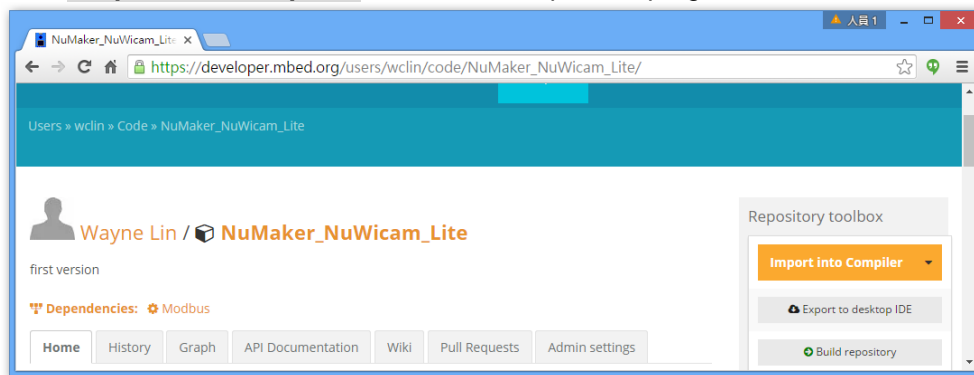 人員1
NuMaker_NuWicam_Lite
https://developer.mbed.org/users/wclin/code/NuMaker_NuWicam_Lite/
Users » wclin » Code » NuMaker_NuWicam_Lite
Wayne Lin / NuMaker_NuWicam_Lite
first version
Dependencies: Modbus
Home History Graph API Documentation Wiki Pull Requests Admin settings
Repository toolbox
Import into Compiler
Export to desktop IDE
Build repository